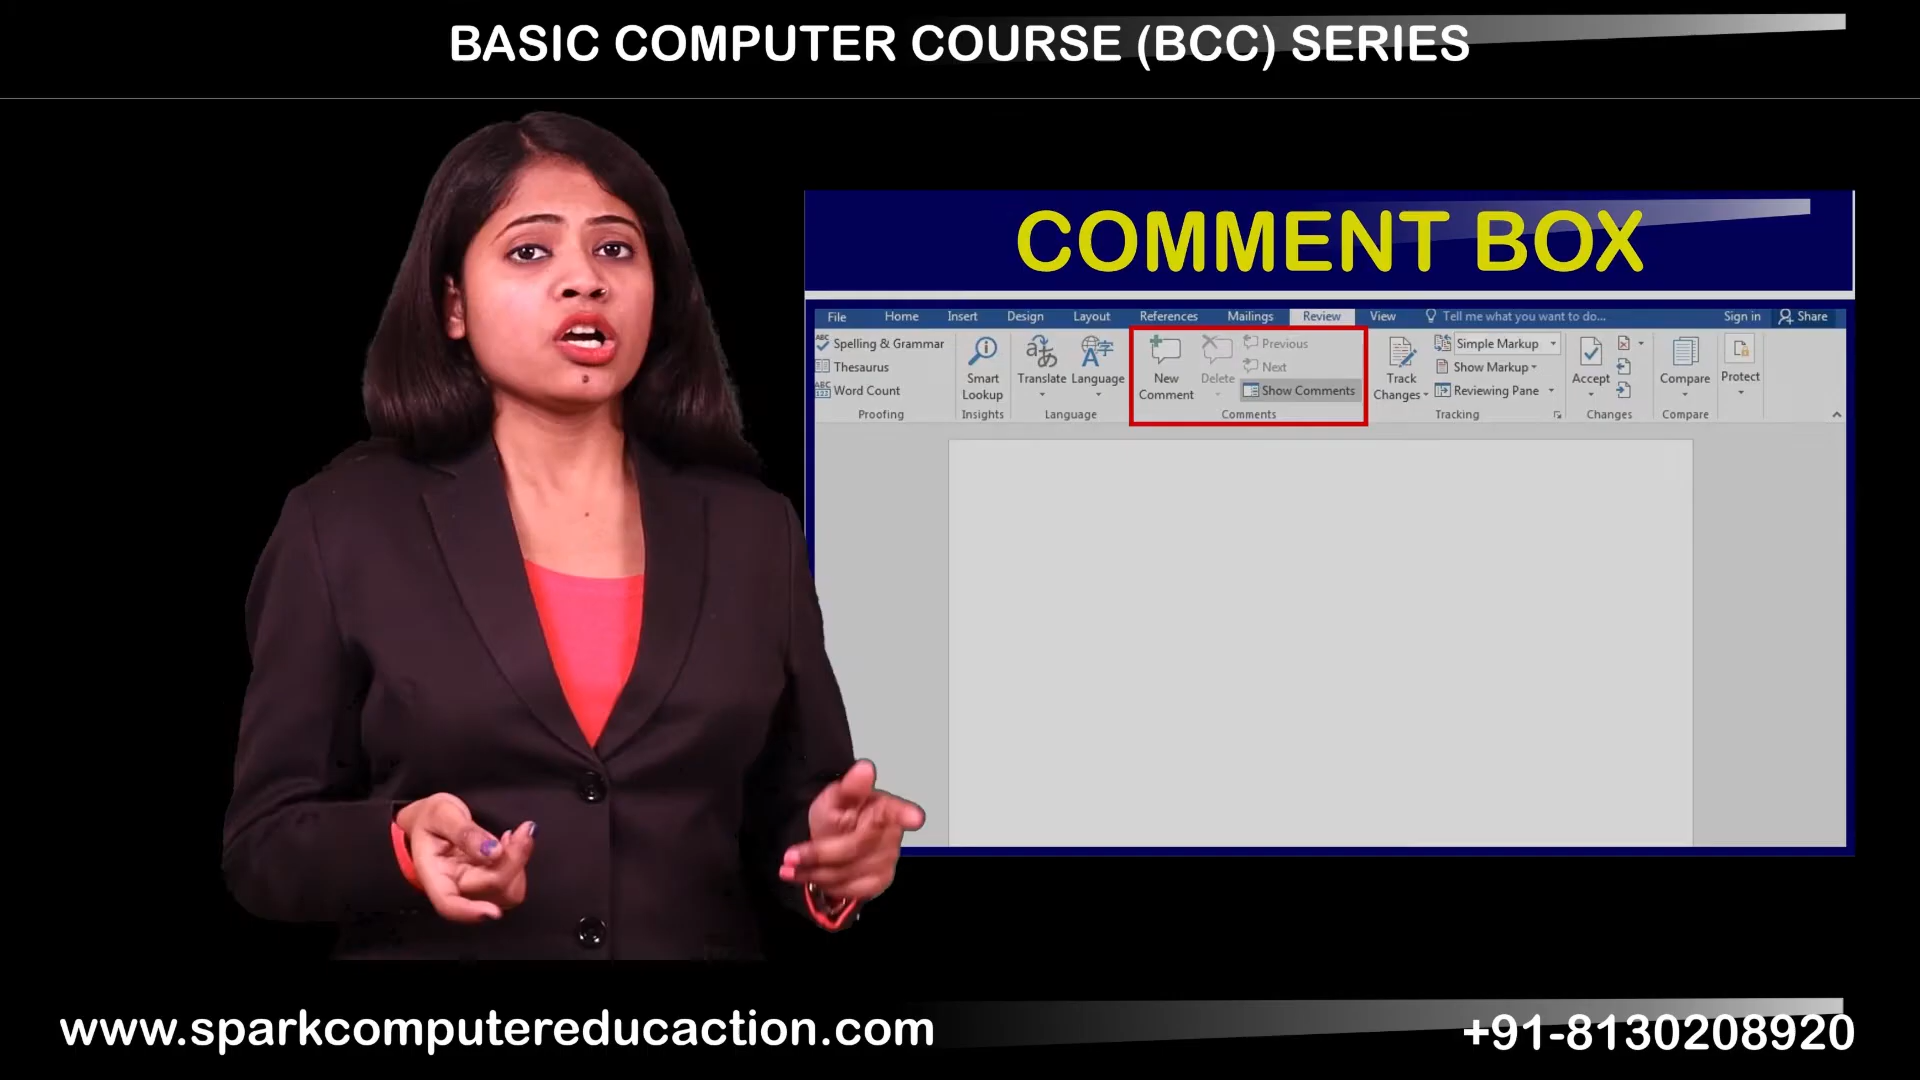 BASIC COMPUTER COURSE (BCC) SERIES
COMMENT BOX
File Home Insert Design Layout References Mailings Review View Tell me what you want to do... Sign in Share
ABC Spelling & Grammar
Thesaurus
ABC 123 Word Count
Proofing
Smart Lookup
Insights
Translate Language
Language
New Comment
Delete
Previous
Next
Show Comments
Comments
Track Changes
Simple Markup
Show Markup
Reviewing Pane
Tracking
Accept
Changes
Compare
Compare
Protect
www.sparkcomputereducaction.com
+91-8130208920